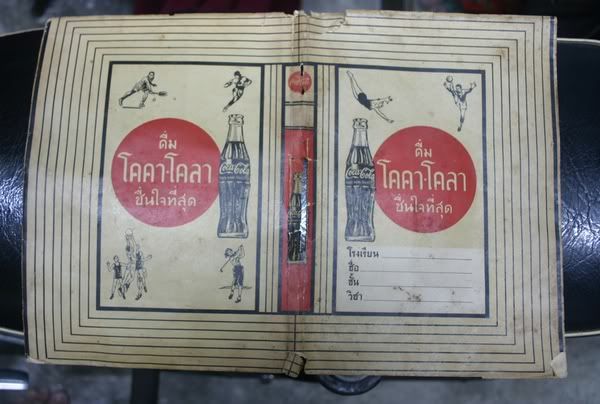 ดื่ม
โคคา-โคลา
ชื่นใจที่สุด
Coca-Cola
ดื่ม
โคคา-โคลา
ชื่นใจที่สุด
Coca-Cola
โรงเรียน
ชื่อ
ชั้น
วิชา